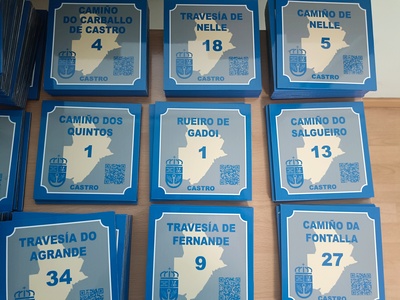 CAMIÑO
DO CARBALLO
DE CASTRO
4
CASTRO
TRAVESÍA DE
NELLE
18
CASTRO
CAMIÑO DE
NELLE
5
CASTRO
CAMIÑO DOS
QUINTOS
1
CASTRO
RUEIRO DE
GADOI
1
CASTRO
CAMIÑO DO
SALGUEIRO
13
CASTRO
TRAVESÍA DO
AGRANDE
34
TRAVESÍA DE
FERNANDE
9
CAMIÑO DA
FONTALLA
27